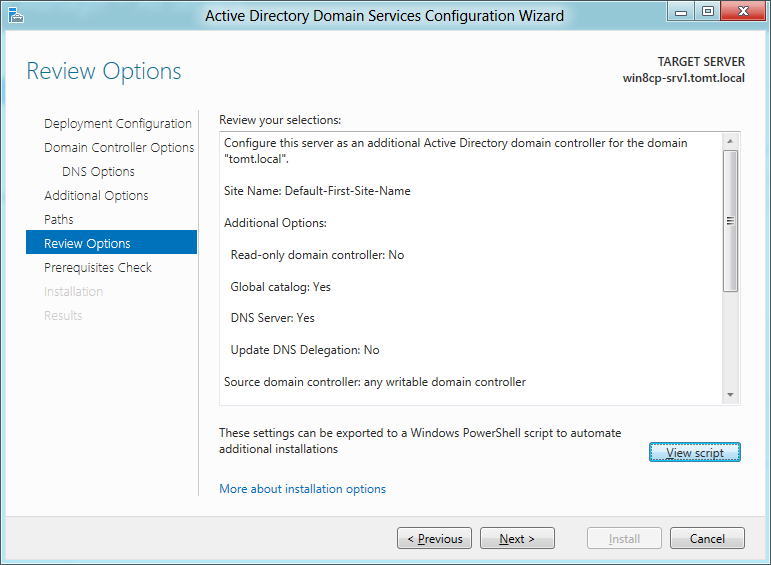 Active Directory Domain Services Configuration Wizard
Review Options
TARGET SERVER
win8cp-srv1.tomt.local
Deployment Configuration
Domain Controller Options
DNS Options
Additional Options
Paths
Review Options
Prerequisites Check
Installation
Results
Review your selections:
Configure this server as an additional Active Directory domain controller for the domain
"tomt.local".
Site Name: Default-First-Site-Name
Additional Options:
Read-only domain controller: No
Global catalog: Yes
DNS Server: Yes
Update DNS Delegation: No
Source domain controller: any writable domain controller
These settings can be exported to a Windows PowerShell script to automate
additional installations
View script
More about installation options
< Previous
Next >
Install
Cancel